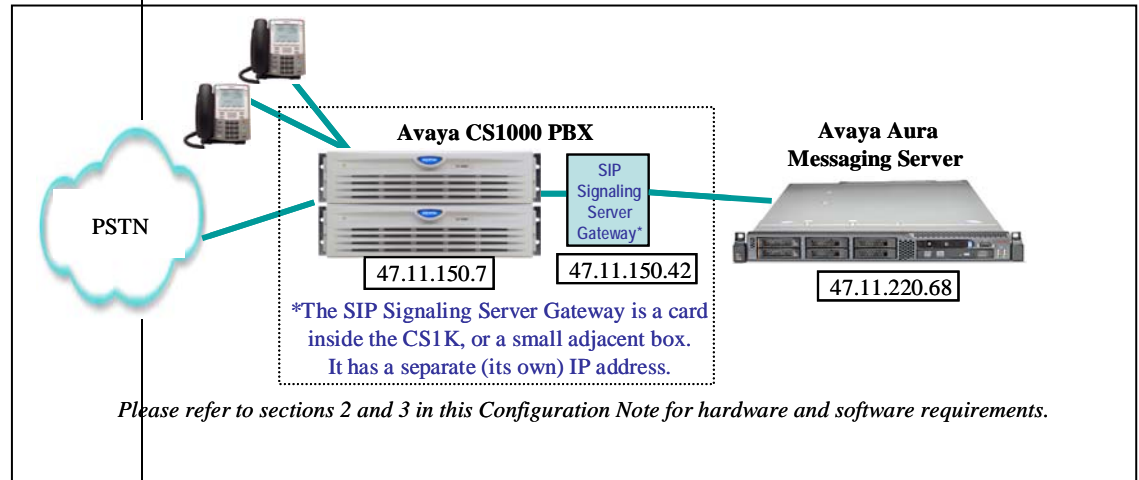 Avaya CS1000 PBX
Avaya Aura
Messaging Server
SIP
Signaling
Server
Gateway*
PSTN
47.11.150.7
47.11.150.42
47.11.220.68
*The SIP Signaling Server Gateway is a card
inside the CS1K, or a small adjacent box.
It has a separate (its own) IP address.
Please refer to sections 2 and 3 in this Configuration Note for hardware and software requirements.